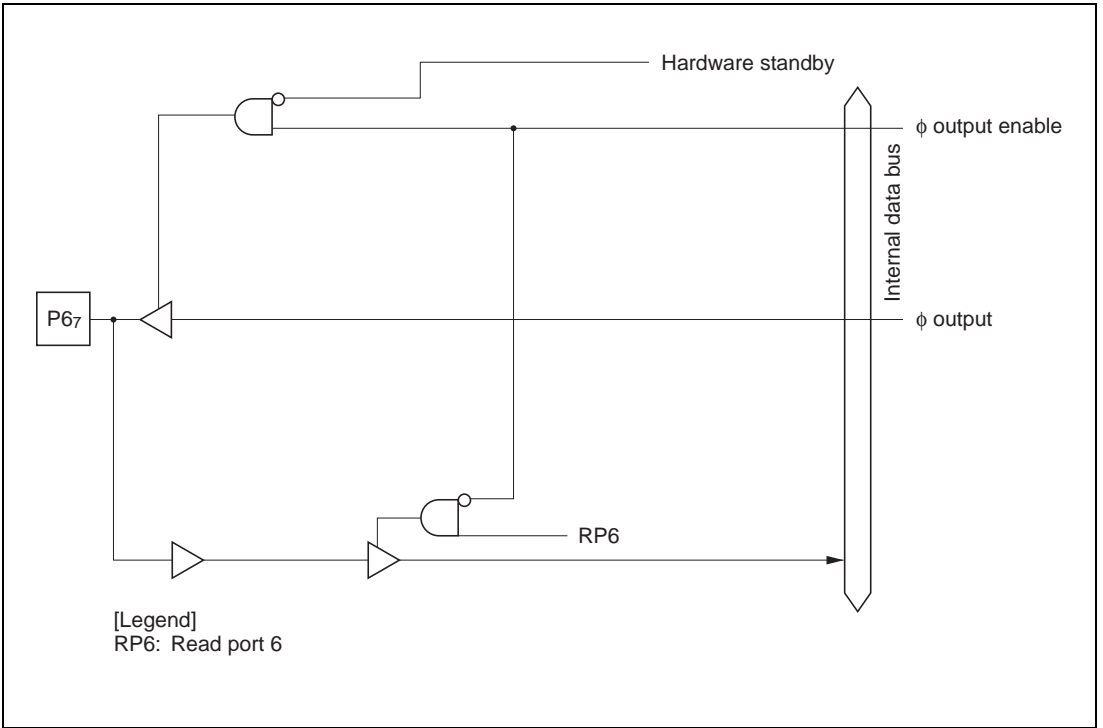 Hardware standby
ϕ output enable
Internal data bus
P67
ϕ output
RP6
[Legend]
RP6: Read port 6